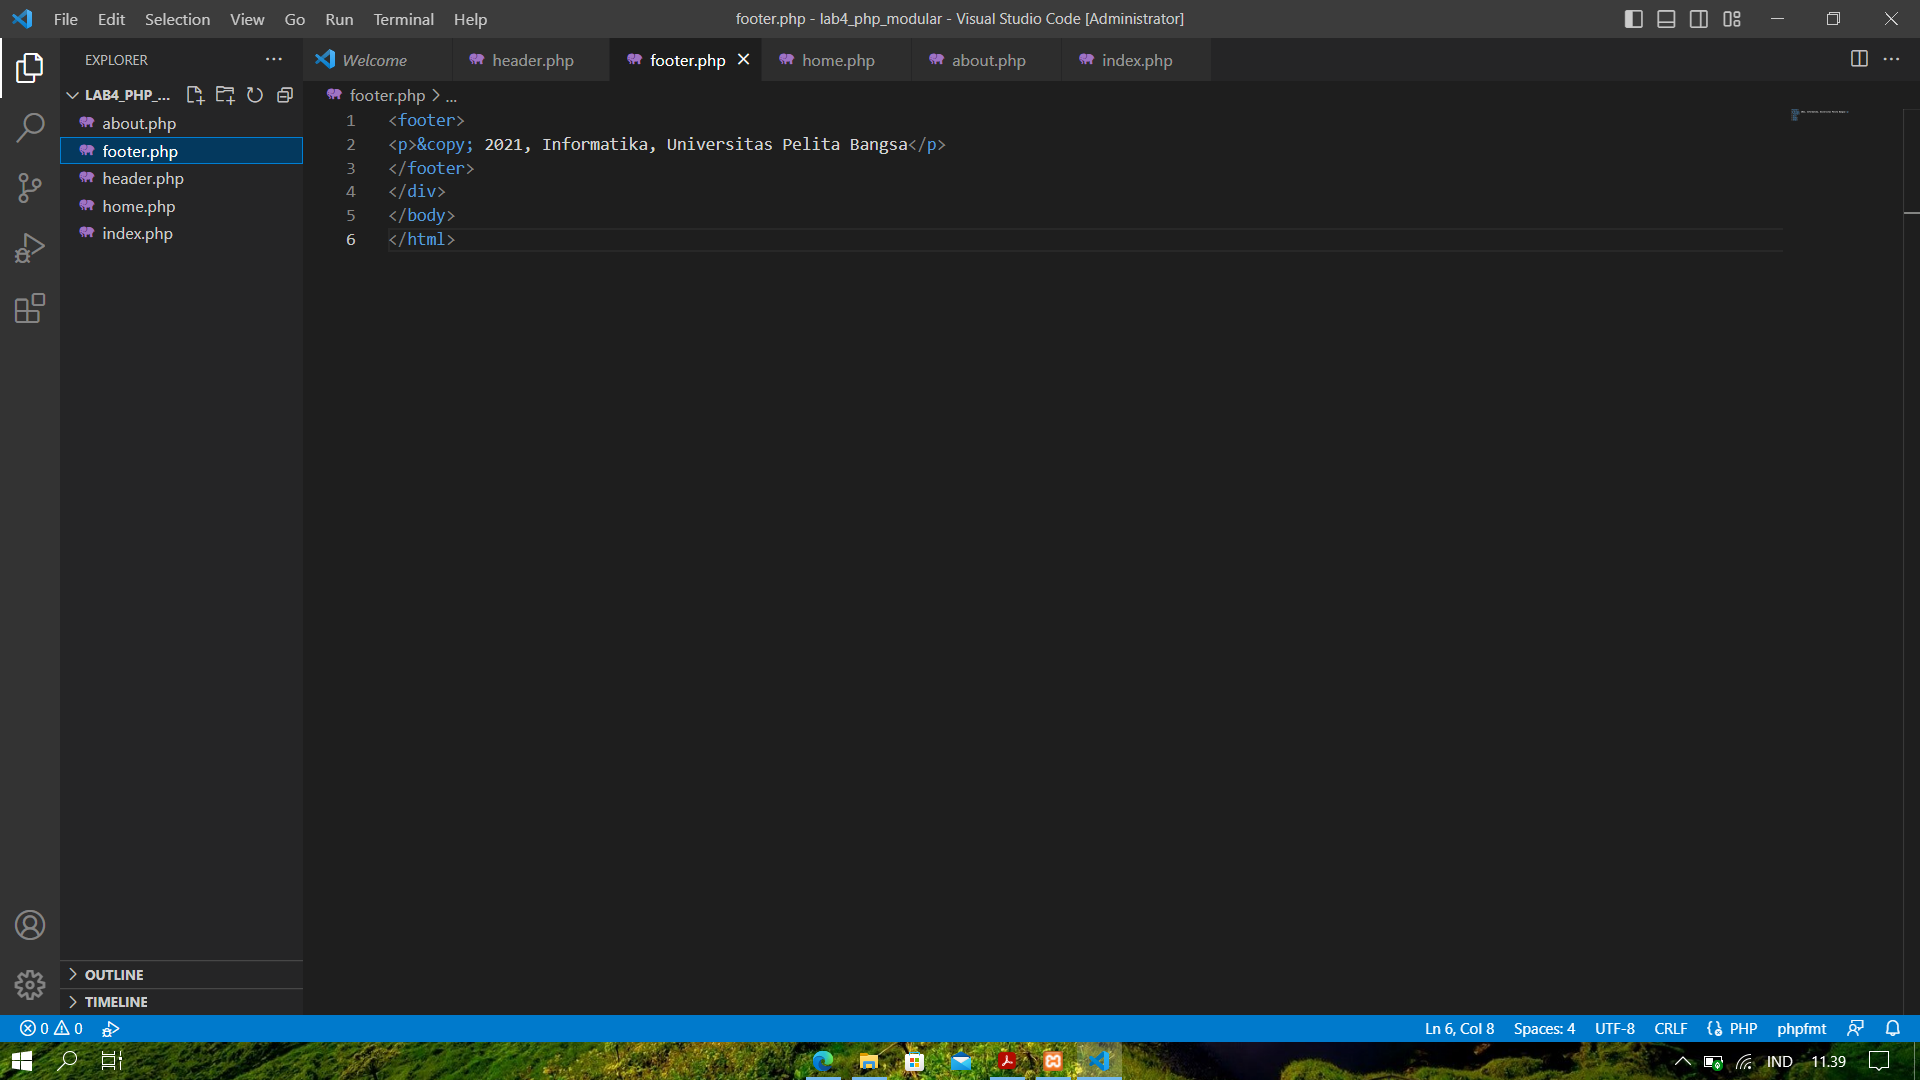 File Edit Selection View Go Run Terminal Help
footer.php - lab4_php_modular - Visual Studio Code [Administrator]
EXPLORER
LAB4_PHP_...
about.php
footer.php
header.php
home.php
index.php
OUTLINE
TIMELINE
Welcome header.php footer.php home.php about.php index.php
footer.php > ...
1 <footer>
2 <p>&copy; 2021, Informatika, Universitas Pelita Bangsa</p>
3 </footer>
4 </div>
5 </body>
6 </html>
0 0
Ln 6, Col 8 Spaces: 4 UTF-8 CRLF PHP phpfmt
IND 11.39